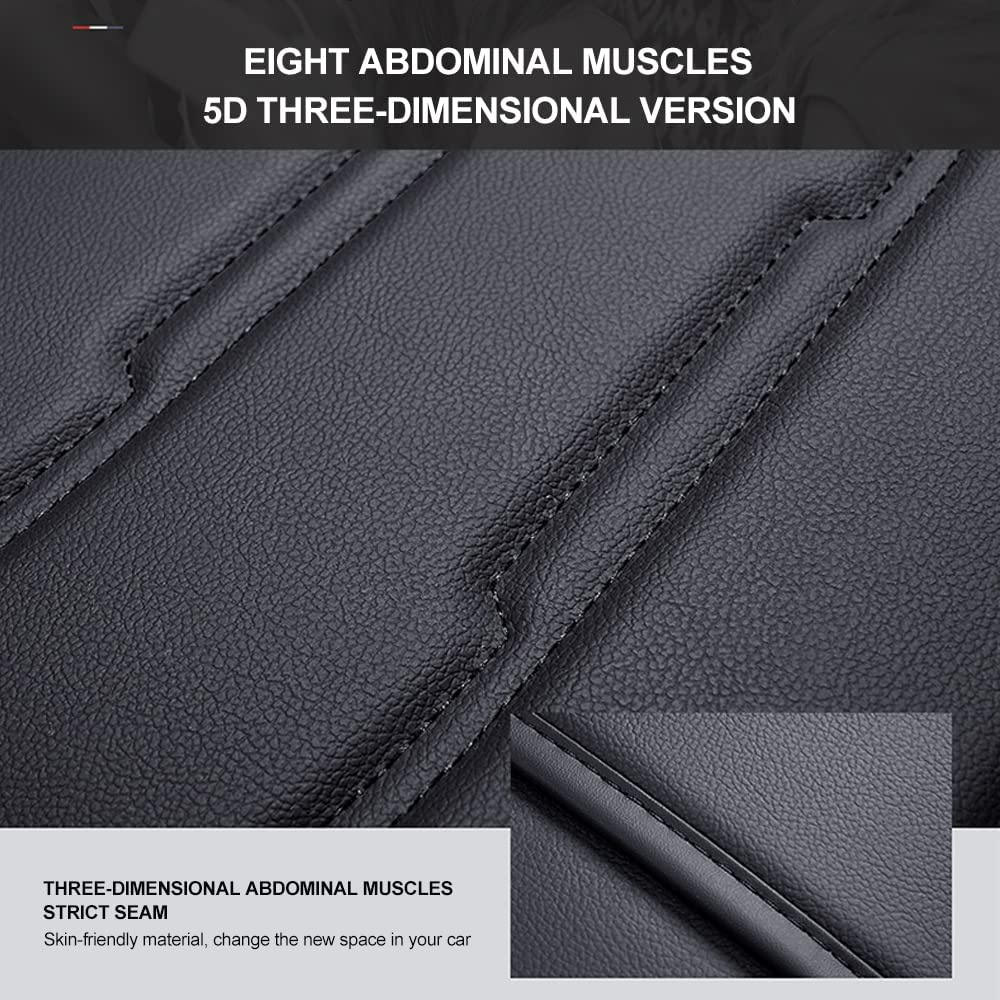 EIGHT ABDOMINAL MUSCLES
5D THREE-DIMENSIONAL VERSION
THREE-DIMENSIONAL ABDOMINAL MUSCLES
STRICT SEAM
Skin-friendly material, change the new space in your car